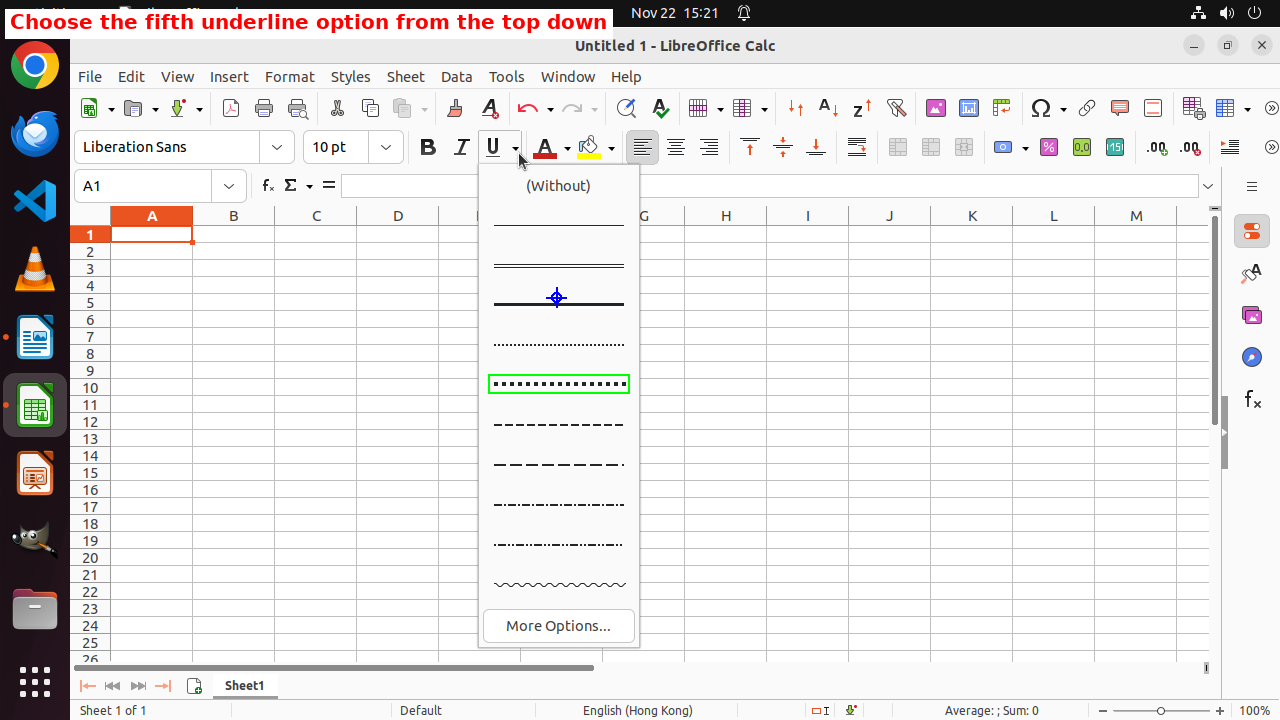 Choose the fifth underline option from the top down
Nov 22 15:21
Untitled 1 - LibreOffice Calc
File Edit View Insert Format Styles Sheet Data Tools Window Help
Liberation Sans
10 pt
A1
(Without)
A B C D G H I J K L M
1
2
3
4
5
6
7
8
9
10
11
12
13
14
15
16
17
18
19
20
21
22
23
24
25
26
More Options...
Sheet1
Sheet 1 of 1
Default
English (Hong Kong)
Average: ; Sum: 0
100%